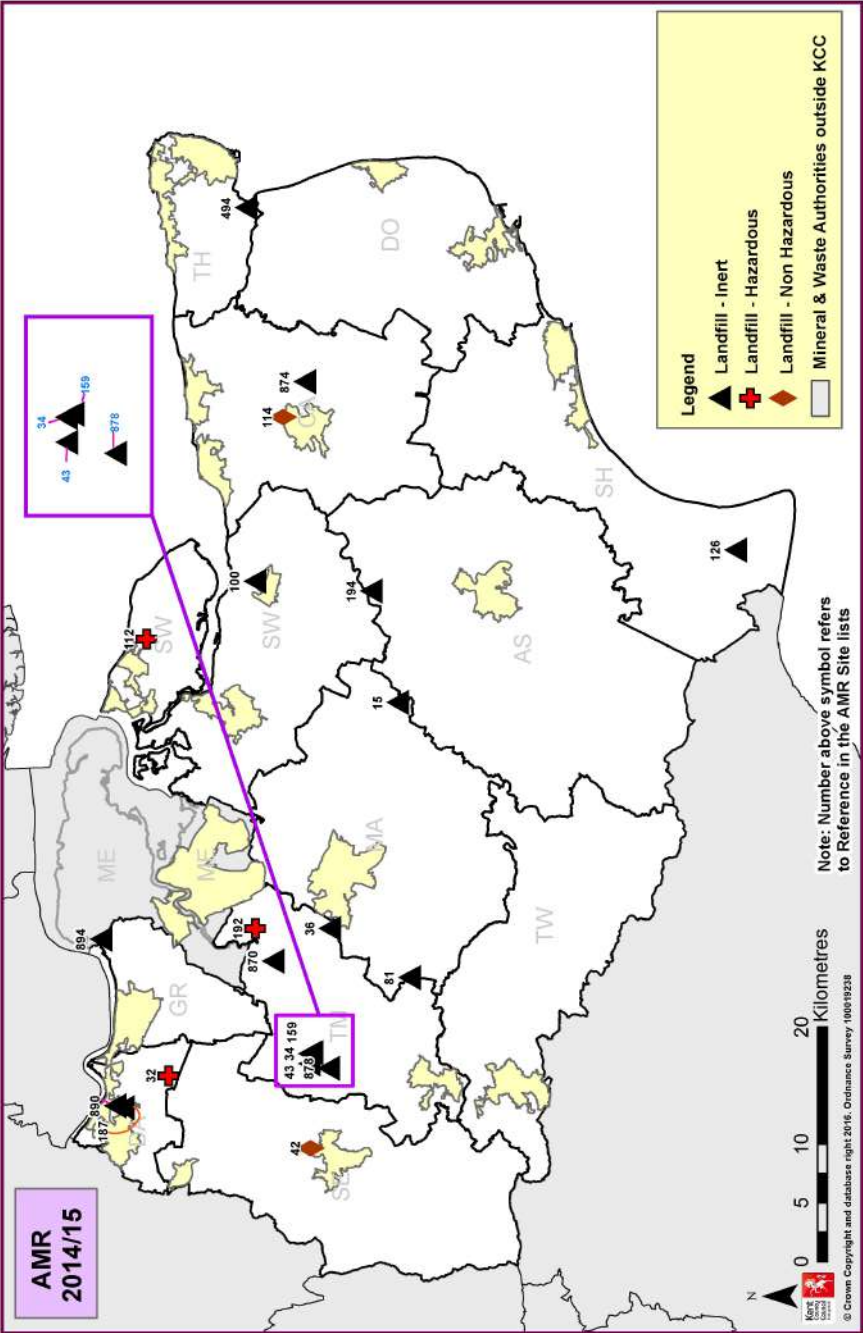 AMR
2014/15
34
159
43
878
894
ME
ME
112
SW
TH
494
890
187
DA
GR
32
192
870
100
SW
114
CA
874
DO
43 34 159
878
TM
36
MA
194
15
42
SE
81
AS
SH
126
TW
Legend
Landfill - Inert
Landfill - Hazardous
Landfill - Non Hazardous
Mineral & Waste Authorities outside KCC
Note: Number above symbol refers
to Reference in the AMR Site lists
N
0 5 10 20
Kilometres
Kent
County
Council
© Crown Copyright and database right 2016. Ordnance Survey 100019238